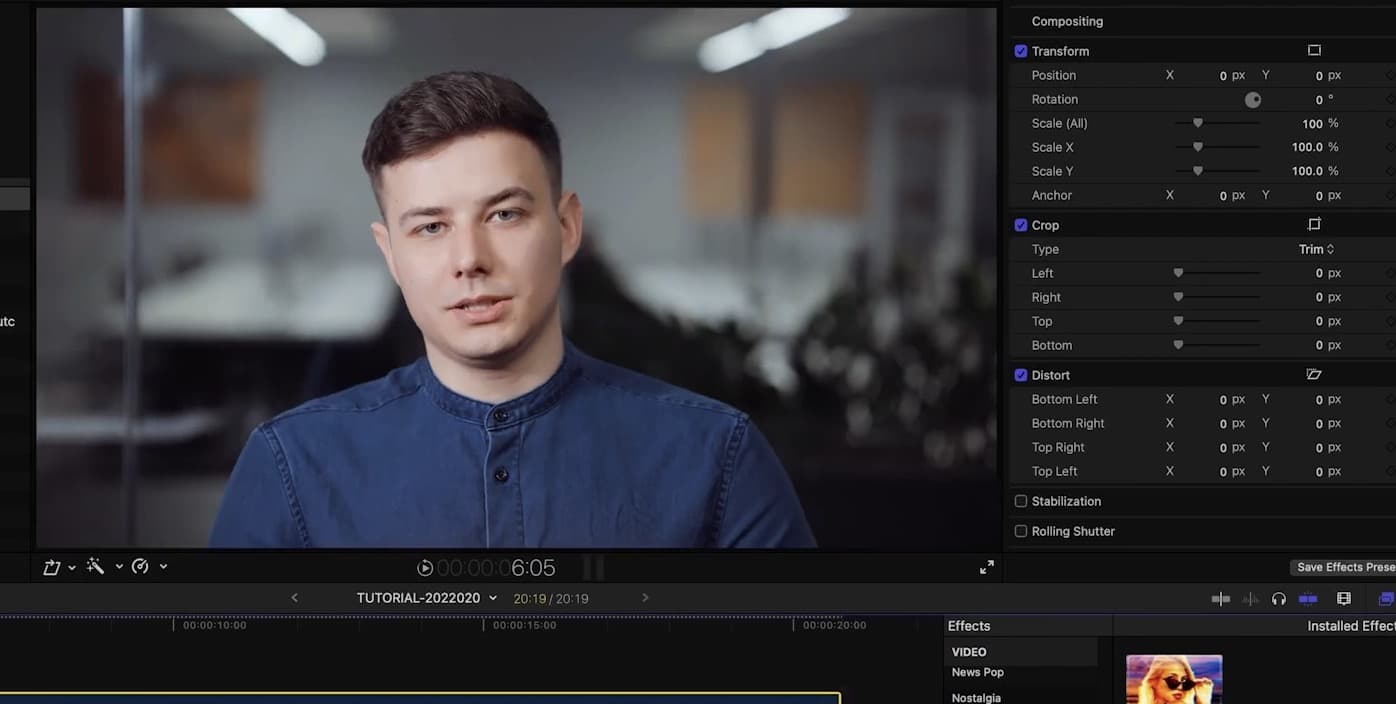 Compositing
Transform
Position X 0 px Y 0 px
Rotation 0 °
Scale (All) 100 %
Scale X 100.0 %
Scale Y 100.0 %
Anchor X 0 px Y 0 px
Crop
Type Trim
Left 0 px
Right 0 px
utc
Top 0 px
Bottom 0 px
Distort
Bottom Left X 0 px Y 0 px
Bottom Right X 0 px Y 0 px
Top Right X 0 px Y 0 px
Top Left X 0 px Y 0 px
Stabilization
Rolling Shutter
00:00:06:05
Save Effects Prese
TUTORIAL-2022020 20:19 / 20:19
00:00:10:00 00:00:15:00 00:00:20:00
Effects Installed Effect
VIDEO
News Pop
Nostalgia